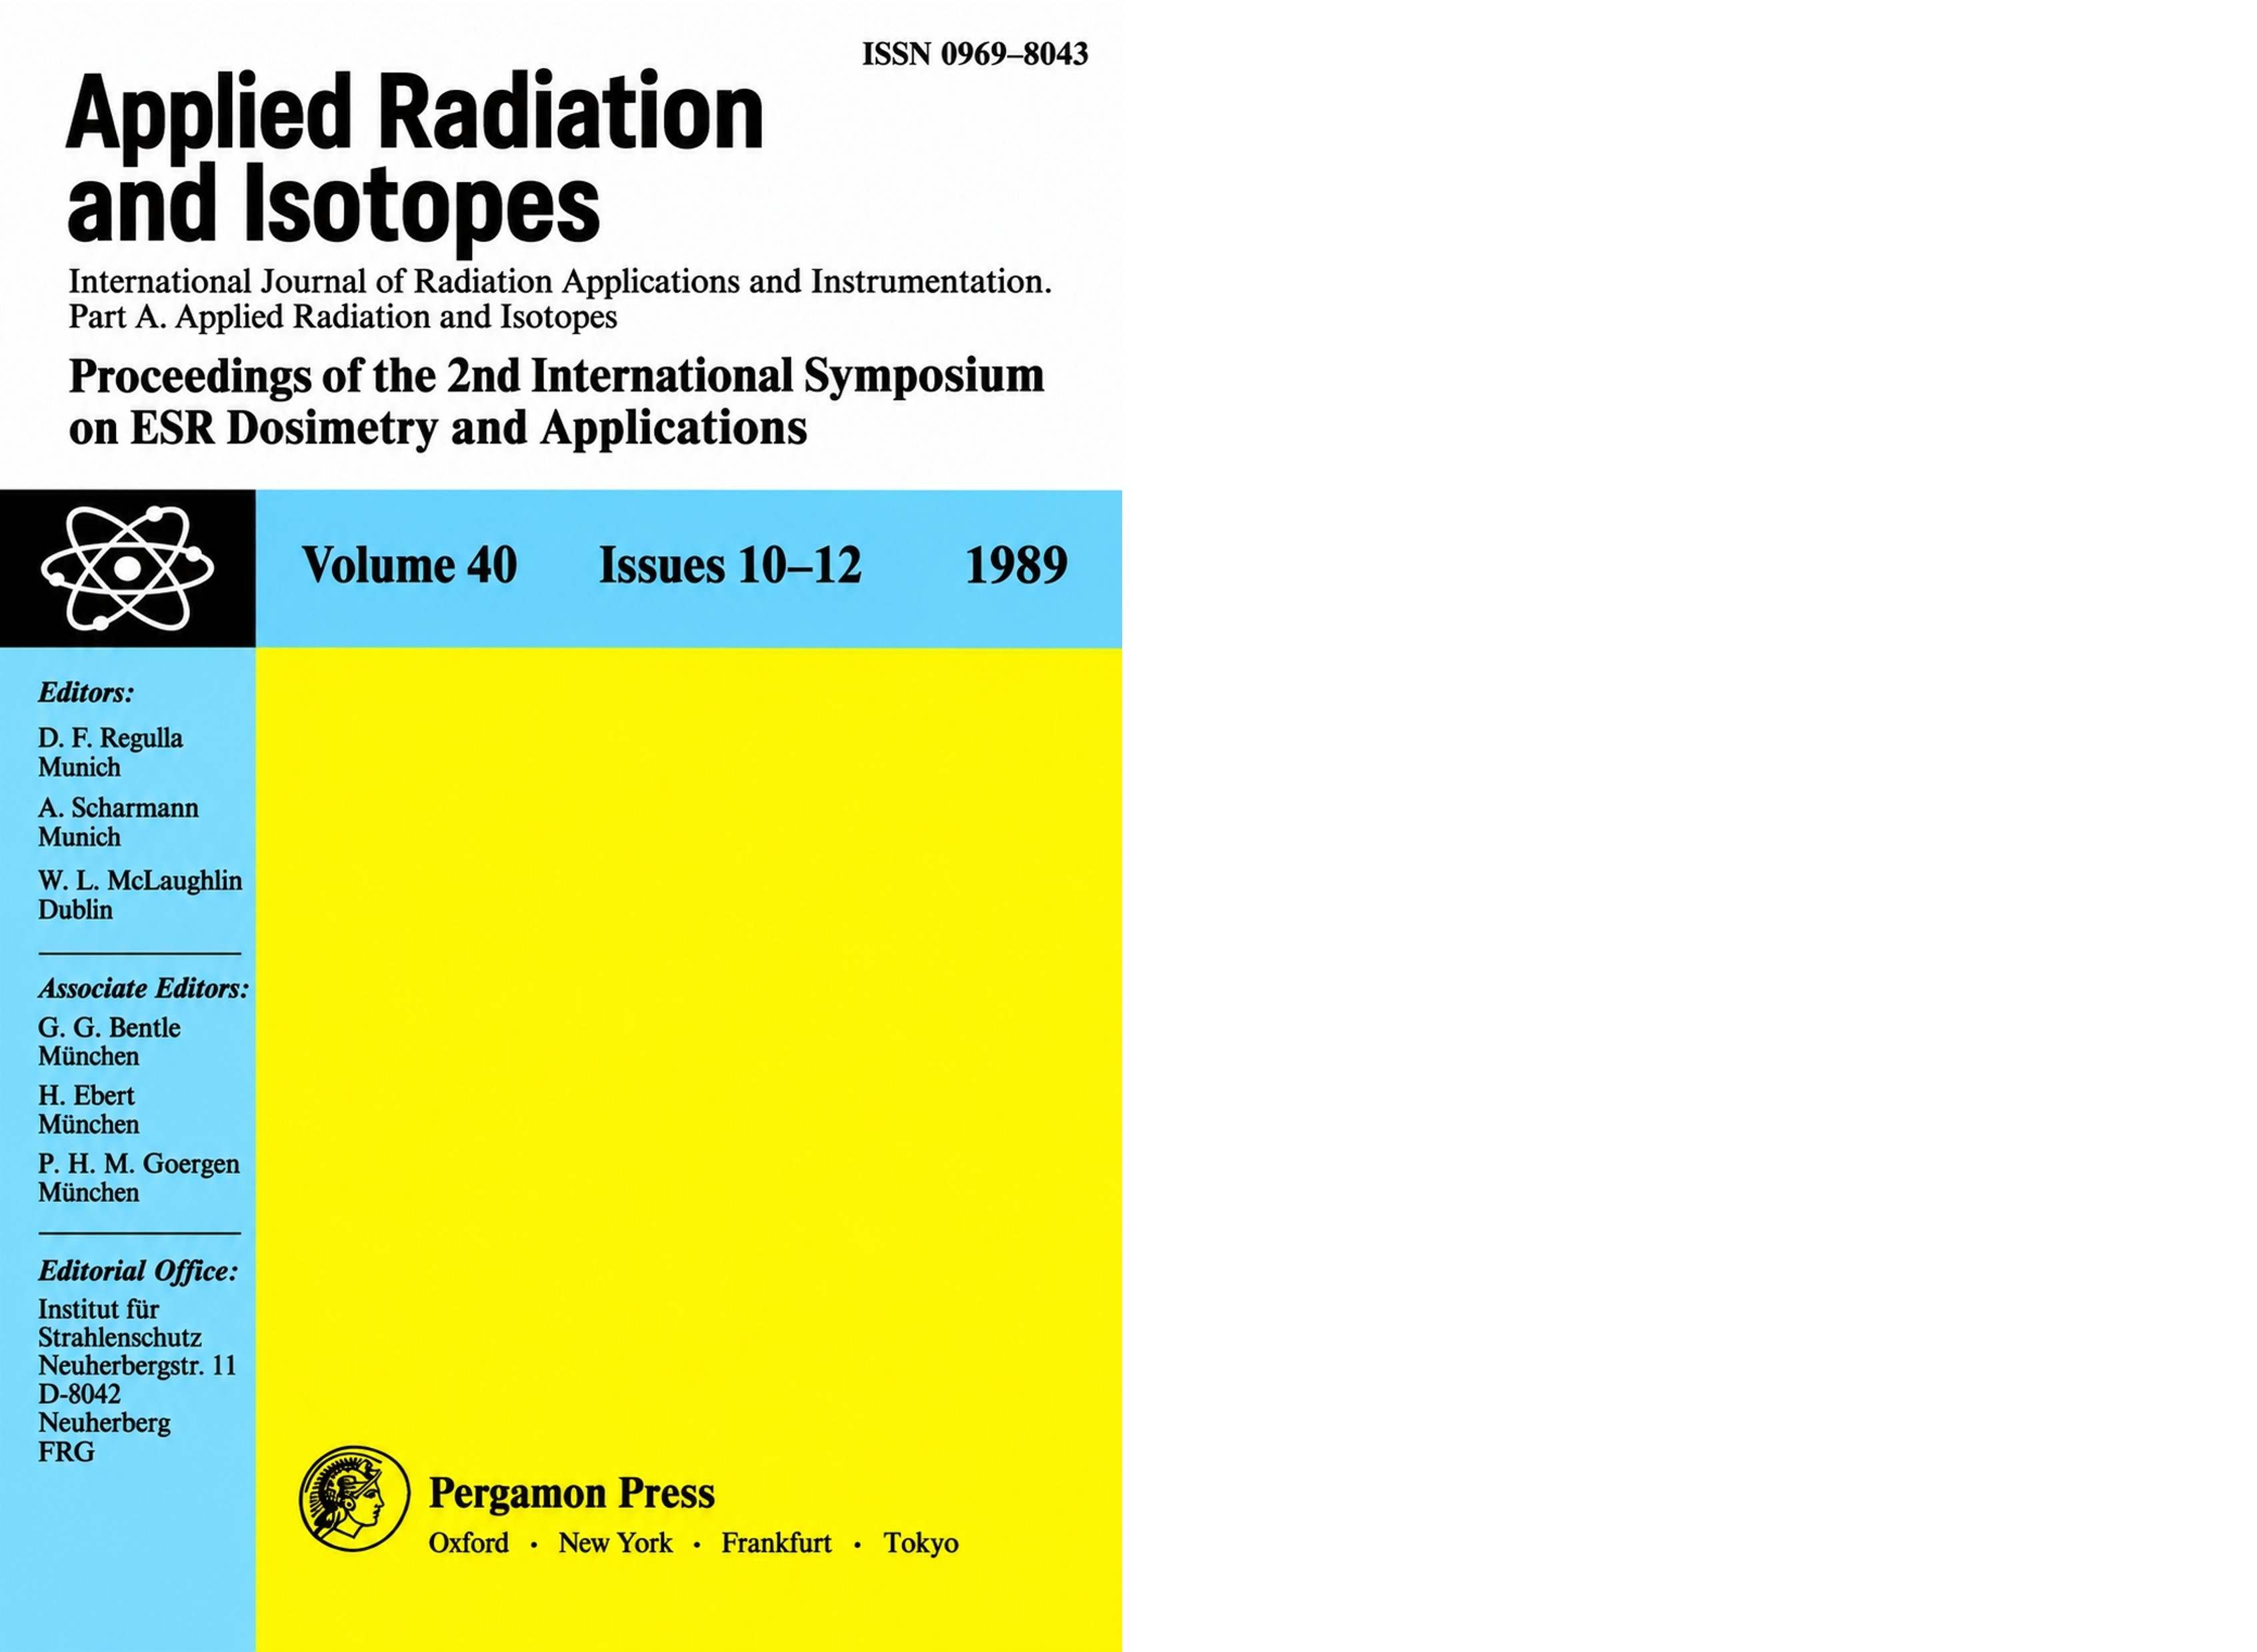 ISSN 0969–8043
Applied Radiation
and Isotopes
International Journal of Radiation Applications and Instrumentation.
Part A. Applied Radiation and Isotopes
Proceedings of the 2nd International Symposium
on ESR Dosimetry and Applications
Volume 40 Issues 10–12 1989
Editors:
D. F. Regulla
Munich
A. Scharmann
Munich
W. L. McLaughlin
Dublin
Associate Editors:
G. G. Bentle
München
H. Ebert
München
P. H. M. Goergen
München
Editorial Office:
Institut für
Strahlenschutz
Neuherbergstr. 11
D-8042
Neuherberg
FRG
Pergamon Press
Oxford · New York · Frankfurt · Tokyo